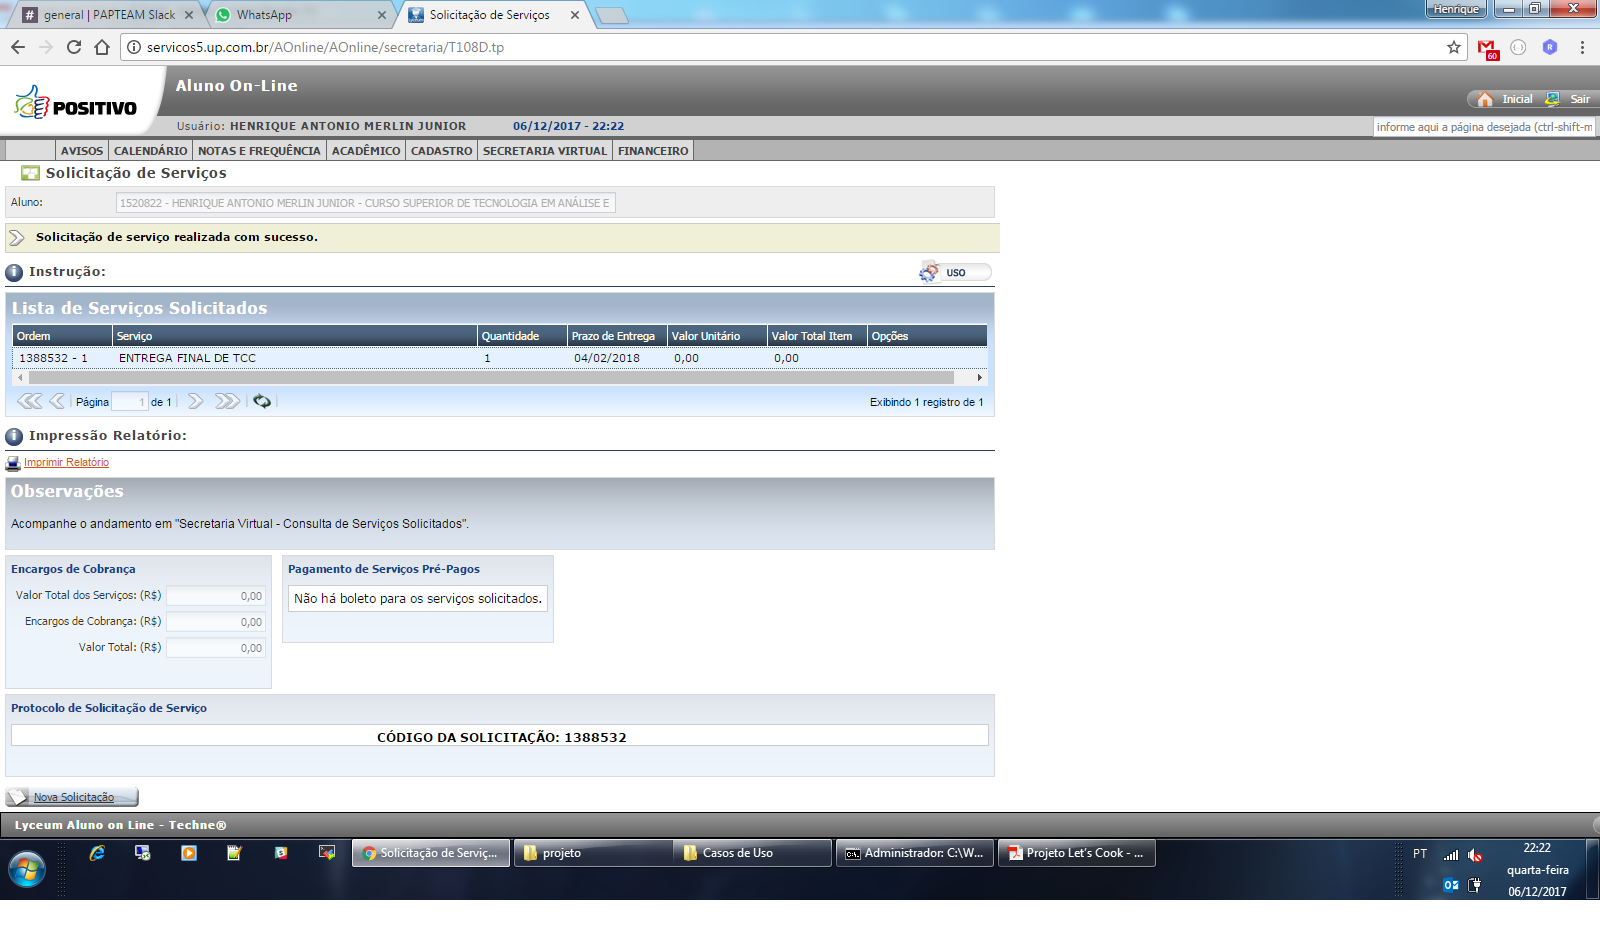 general | PAPTEAM Slack
WhatsApp
Solicitação de Serviços
Henrique
servicos5.up.com.br/AOnline/AOnline/secretaria/T108D.tp
60
POSITIVO
Aluno On-Line
Inicial
Sair
Usuário: HENRIQUE ANTONIO MERLIN JUNIOR
06/12/2017 - 22:22
informe aqui a página desejada (ctrl-shift-m
AVISOS
CALENDÁRIO
NOTAS E FREQUÊNCIA
ACADÊMICO
CADASTRO
SECRETARIA VIRTUAL
FINANCEIRO
Solicitação de Serviços
Aluno:
1520822 - HENRIQUE ANTONIO MERLIN JUNIOR - CURSO SUPERIOR DE TECNOLOGIA EM ANÁLISE E
Solicitação de serviço realizada com sucesso.
Instrução:
USO
Lista de Serviços Solicitados
Ordem Serviço Quantidade Prazo de Entrega Valor Unitário Valor Total Item Opções
1388532 - 1 ENTREGA FINAL DE TCC 1 04/02/2018 0,00 0,00
Página 1 de 1
Exibindo 1 registro de 1
Impressão Relatório:
Imprimir Relatório
Observações
Acompanhe o andamento em "Secretaria Virtual - Consulta de Serviços Solicitados".
Encargos de Cobrança
Valor Total dos Serviços: (R$) 0,00
Encargos de Cobrança: (R$) 0,00
Valor Total: (R$) 0,00
Pagamento de Serviços Pré-Pagos
Não há boleto para os serviços solicitados.
Protocolo de Solicitação de Serviço
CÓDIGO DA SOLICITAÇÃO: 1388532
Nova Solicitação
Lyceum Aluno on Line - Techne®
Solicitação de Serviç...
projeto
Casos de Uso
Administrador: C:\W...
Projeto Let's Cook - ...
PT
22:22
quarta-feira
06/12/2017